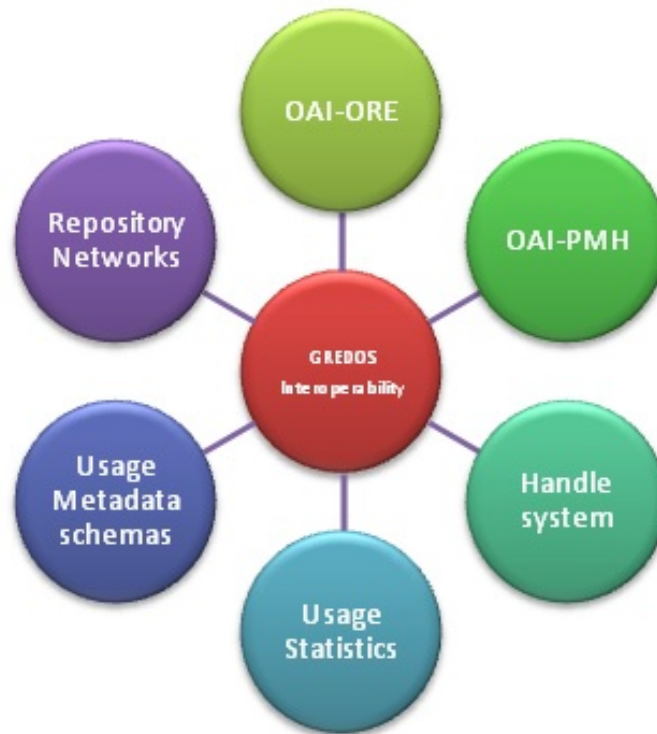 OAI-ORE
Repository
Networks
OAI-PMH
GREDOS
Interoperability
Usage
Metadata
schemas
Handle
system
Usage
Statistics